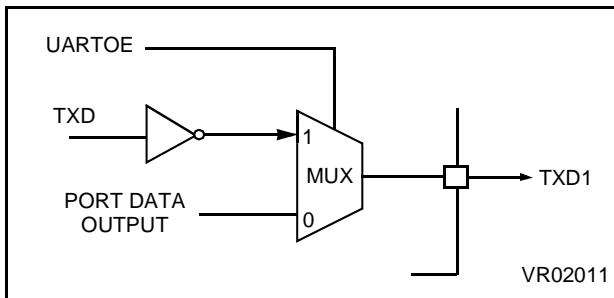 UARTOE
TXD
1
MUX
TXD1
PORT DATA
OUTPUT
0
VR02011